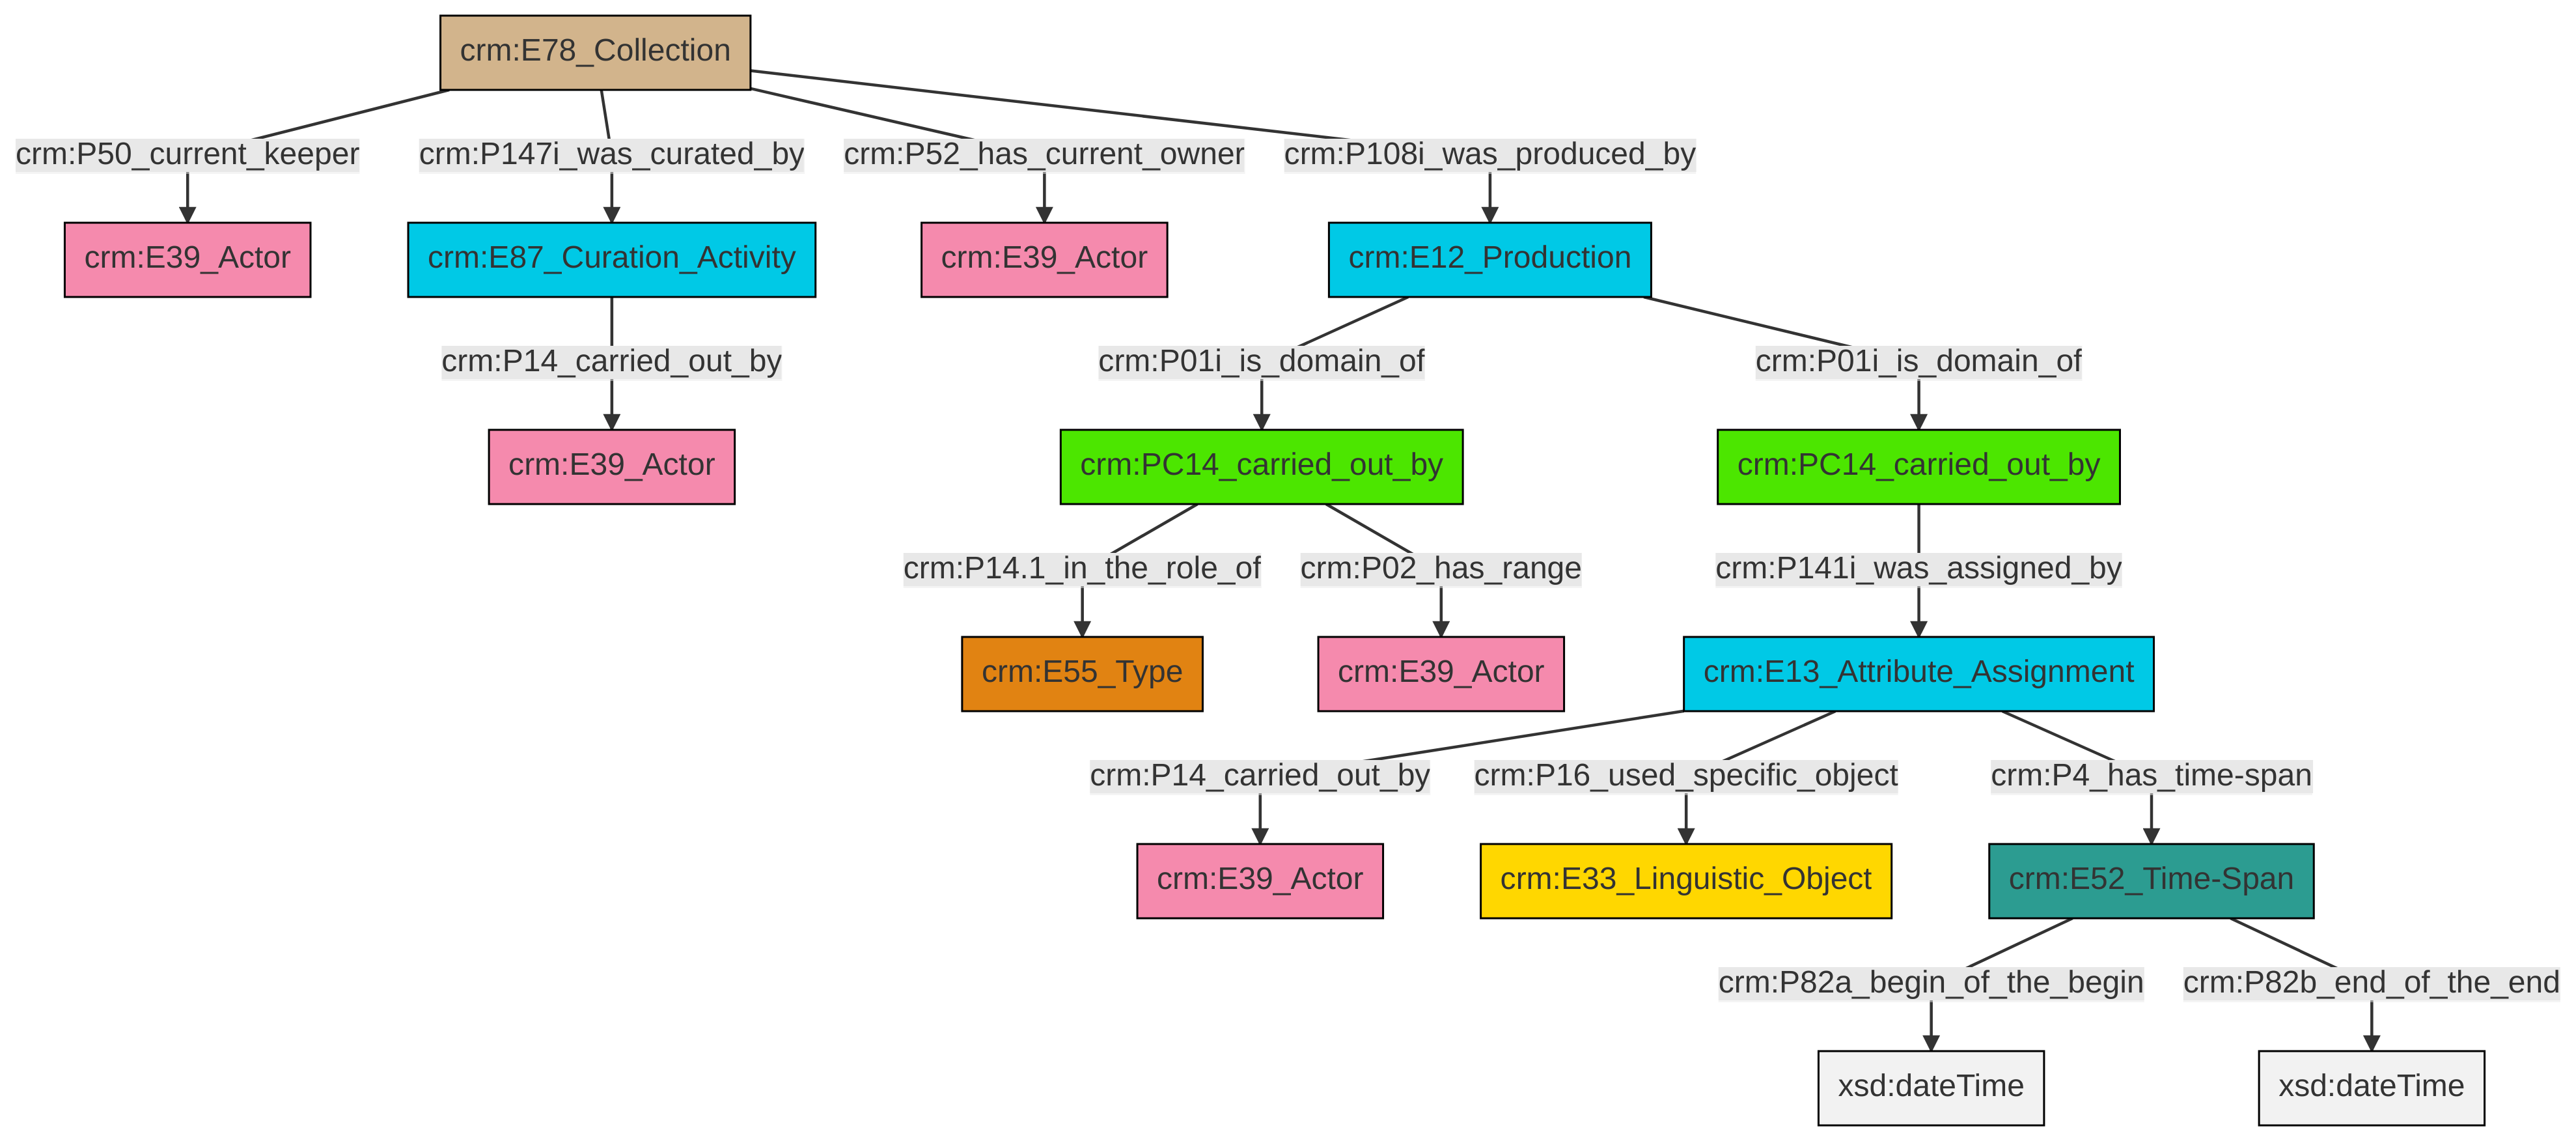 crm:E78_Collection
crm:P50_current_keeper
crm:P147i_was_curated_by
crm:P52_has_current_owner
crm:P108i_was_produced_by
crm:E39_Actor
crm:E87_Curation_Activity
crm:E39_Actor
crm:E12_Production
crm:P14_carried_out_by
crm:P01i_is_domain_of
crm:P01i_is_domain_of
crm:E39_Actor
crm:PC14_carried_out_by
crm:PC14_carried_out_by
crm:P14.1_in_the_role_of
crm:P02_has_range
crm:P141i_was_assigned_by
crm:E55_Type
crm:E39_Actor
crm:E13_Attribute_Assignment
crm:P14_carried_out_by
crm:P16_used_specific_object
crm:P4_has_time-span
crm:E39_Actor
crm:E33_Linguistic_Object
crm:E52_Time-Span
crm:P82a_begin_of_the_begin
crm:P82b_end_of_the_end
xsd:dateTime
xsd:dateTime